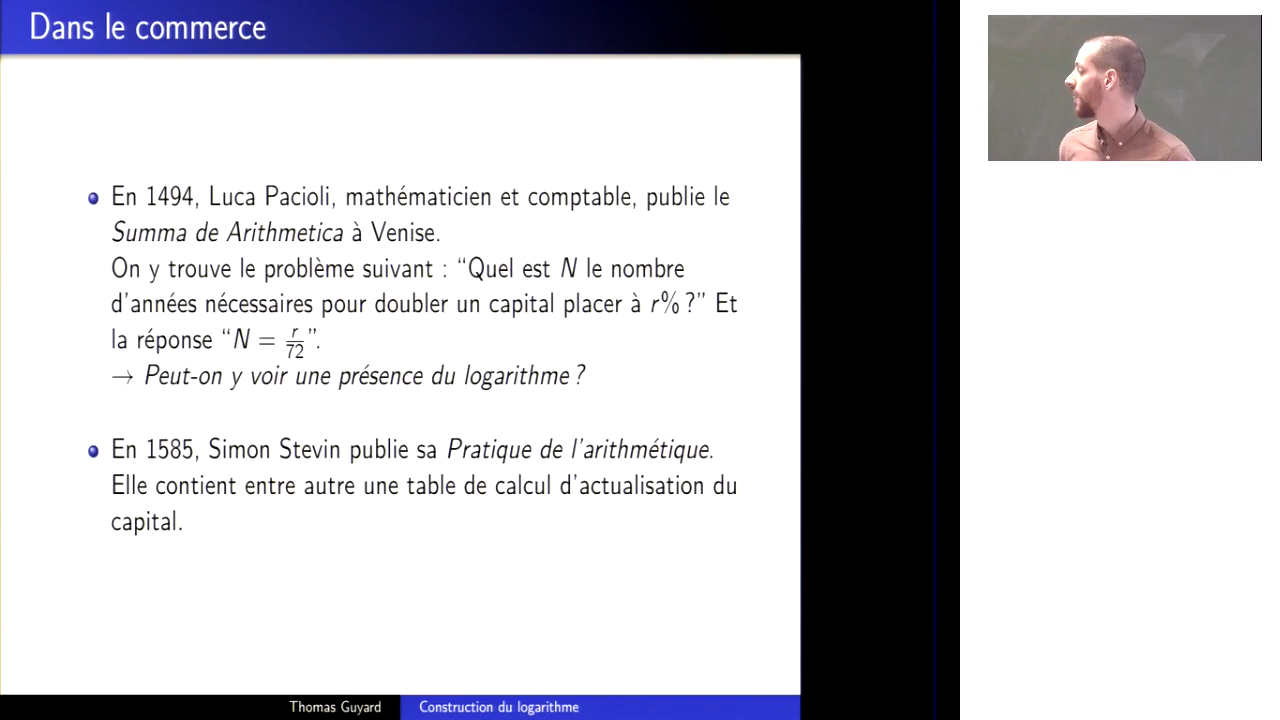 Dans le commerce
En 1494, Luca Pacioli, mathématicien et comptable, publie le
Summa de Arithmetica à Venise.
On y trouve le problème suivant : “Quel est N le nombre
d'années nécessaires pour doubler un capital placer à r% ?” Et
la réponse “N = r/72”.
→ Peut-on y voir une présence du logarithme ?
En 1585, Simon Stevin publie sa Pratique de l'arithmétique.
Elle contient entre autre une table de calcul d'actualisation du
capital.
Thomas Guyard
Construction du logarithme